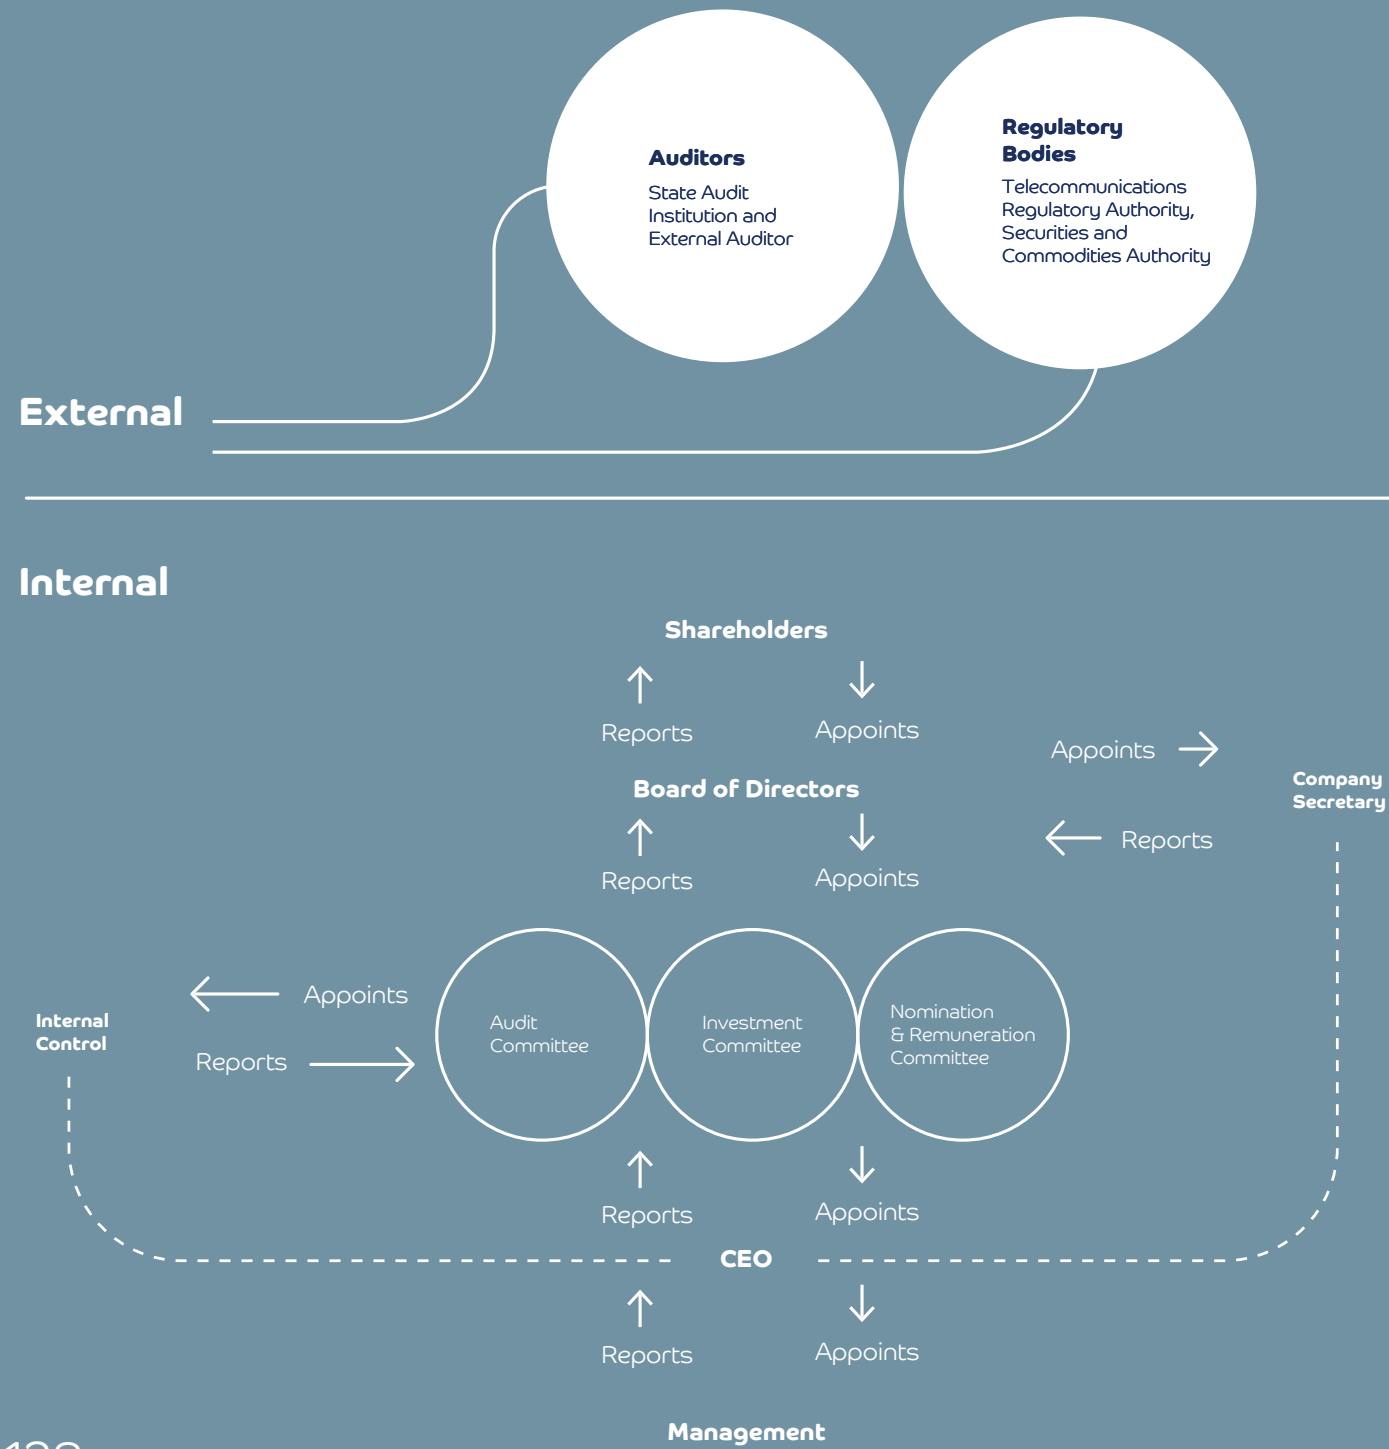 Auditors
State Audit
Institution and
External Auditor
Regulatory
Bodies
Telecommunications
Regulatory Authority,
Securities and
Commodities Authority
External
Internal
Shareholders
Reports
Appoints
Appoints
Board of Directors
Company
Secretary
Reports
Reports
Appoints
Appoints
Internal
Control
Reports
Audit
Committee
Investment
Committee
Nomination
& Remuneration
Committee
Reports
Appoints
CEO
Reports
Appoints
Management